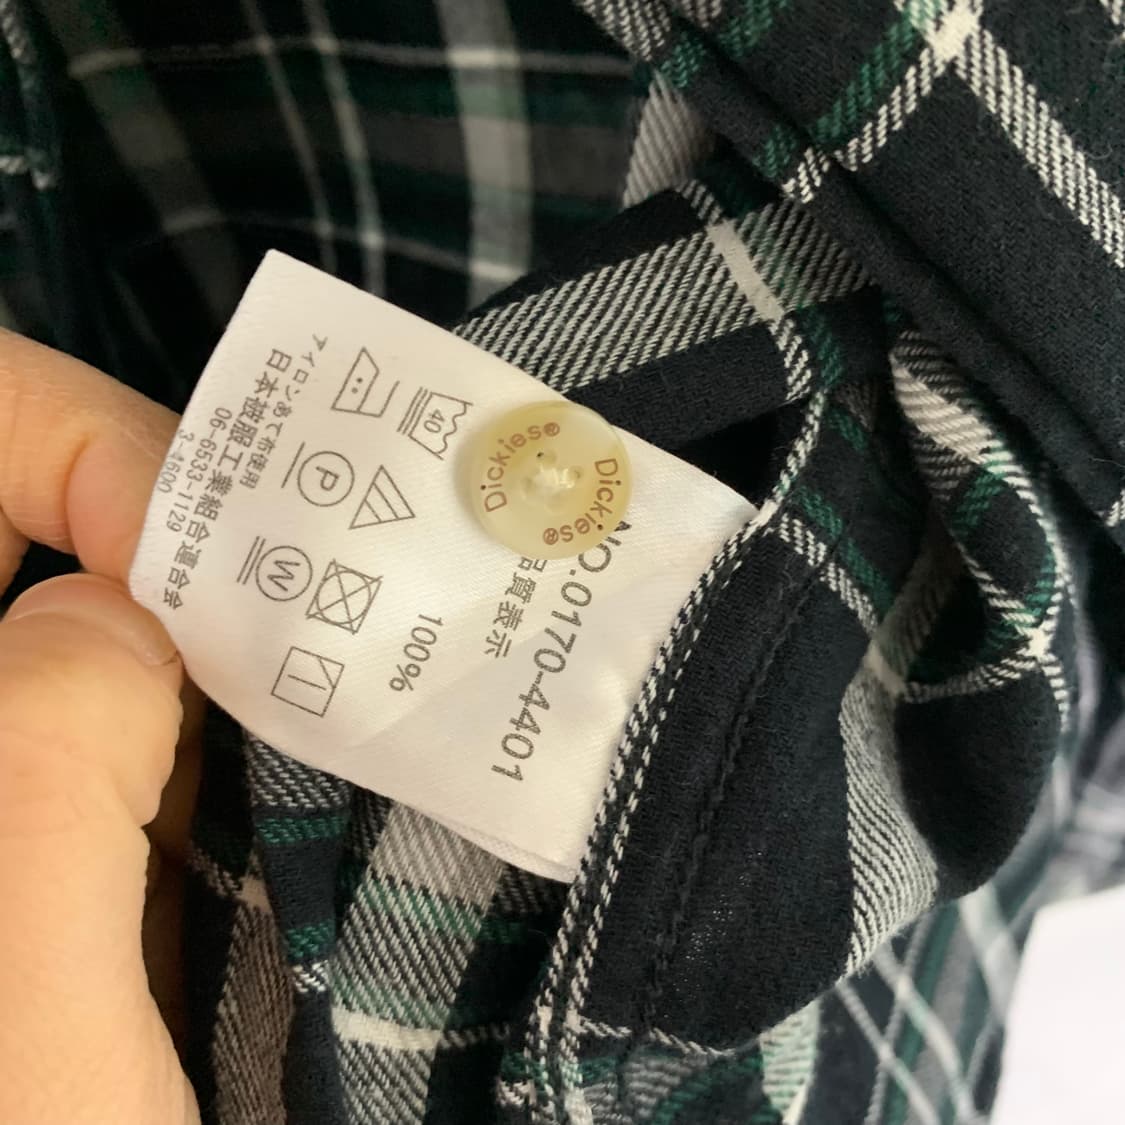 NO.0170-4401
品質表示
100%
40
P
W
アイロンあて布使用
日本被服工業組合連合会
06-6533-1129
3-4600
Dickies®
Dickies®